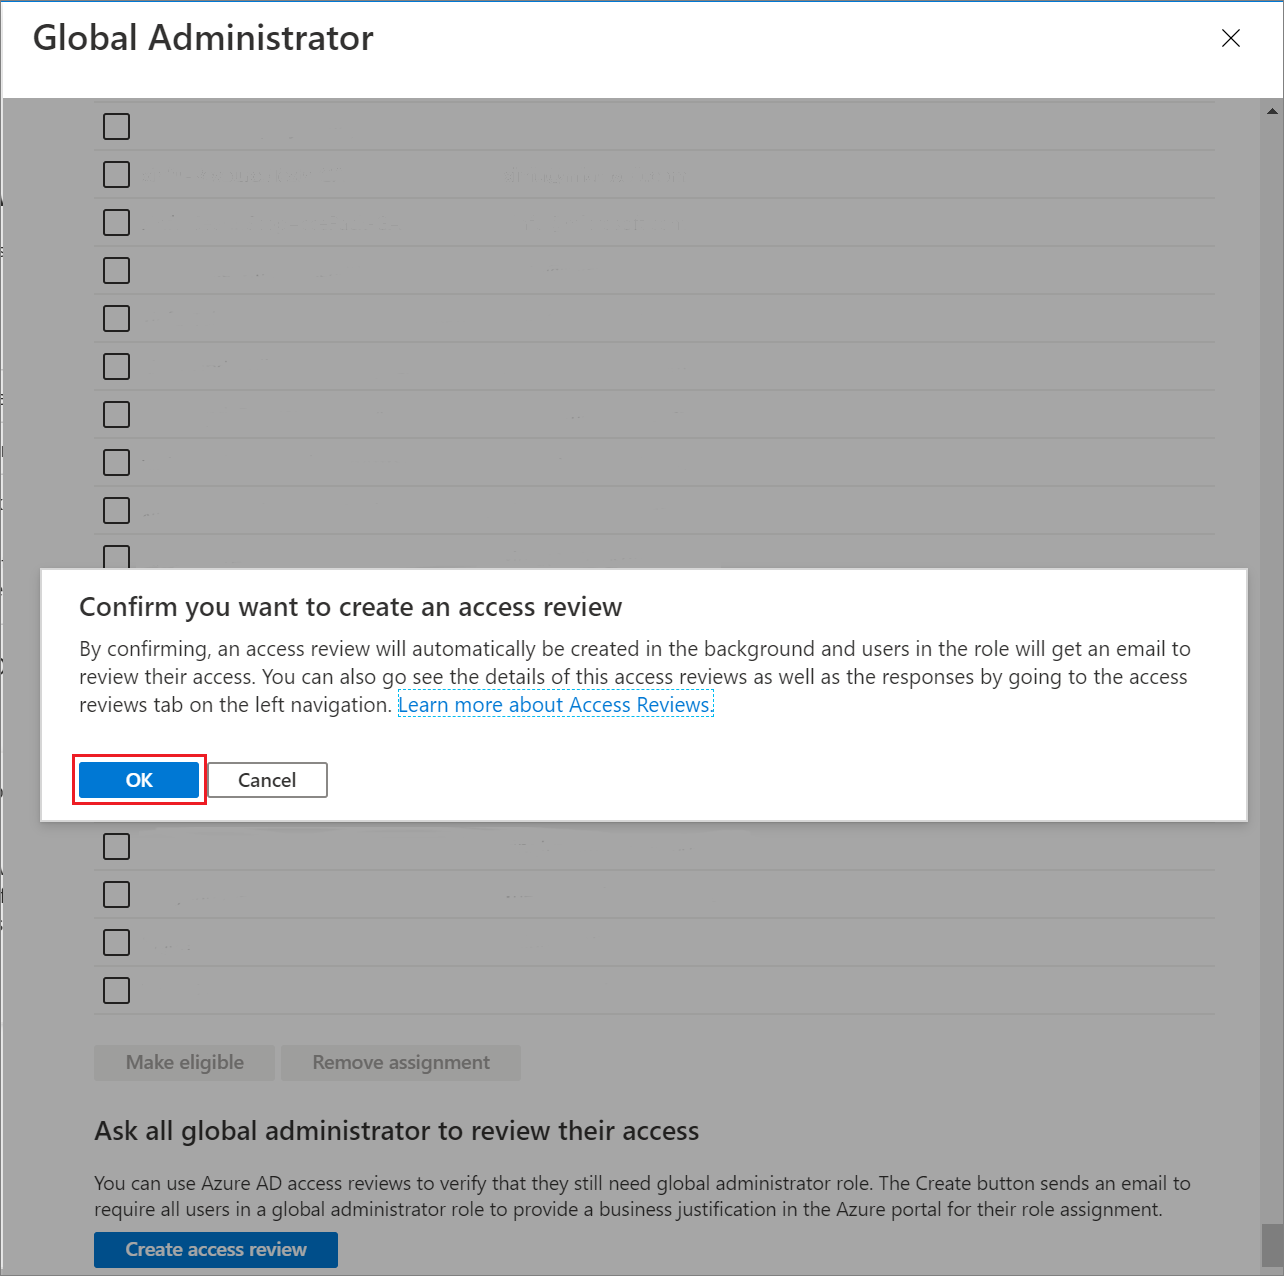 Global Administrator
Confirm you want to create an access review
By confirming, an access review will automatically be created in the background and users in the role will get an email to
review their access. You can also go see the details of this access reviews as well as the responses by going to the access
reviews tab on the left navigation. Learn more about Access Reviews.
OK Cancel
Make eligible Remove assignment
Ask all global administrator to review their access
You can use Azure AD access reviews to verify that they still need global administrator role. The Create button sends an email to
require all users in a global administrator role to provide a business justification in the Azure portal for their role assignment.
Create access review